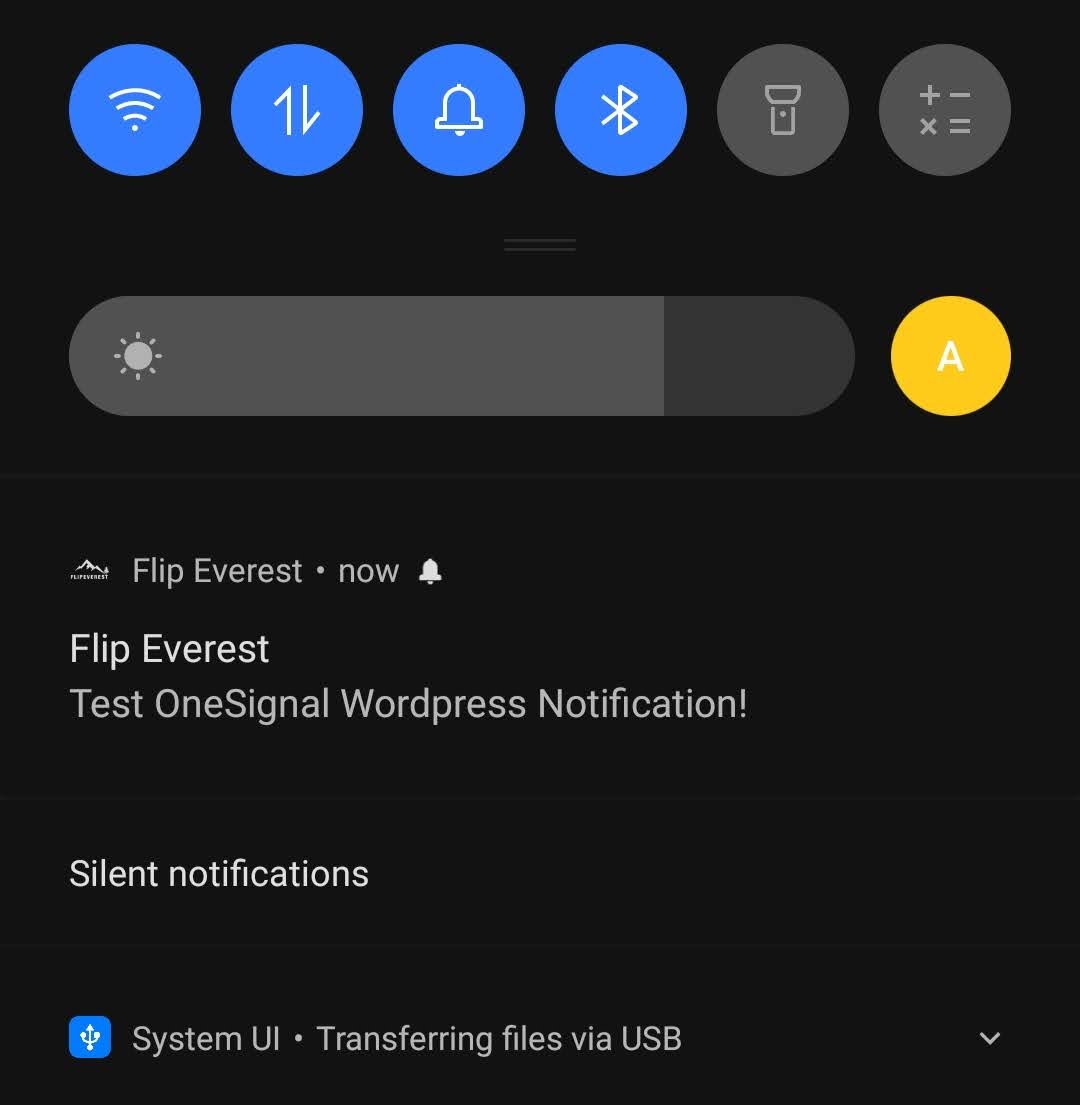 A
FLIPEVEREST
Flip Everest • now
Flip Everest
Test OneSignal Wordpress Notification!
Silent notifications
System UI • Transferring files via USB